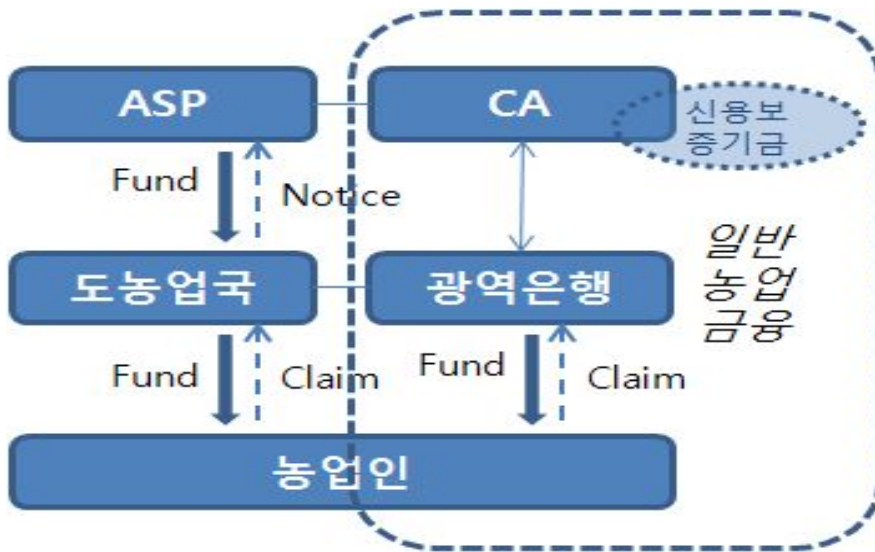 ASP
CA
신용보
증기금
Fund
Notice
일반
농업
금융
도농업국
광역은행
Fund
Claim
Fund
Claim
농업인